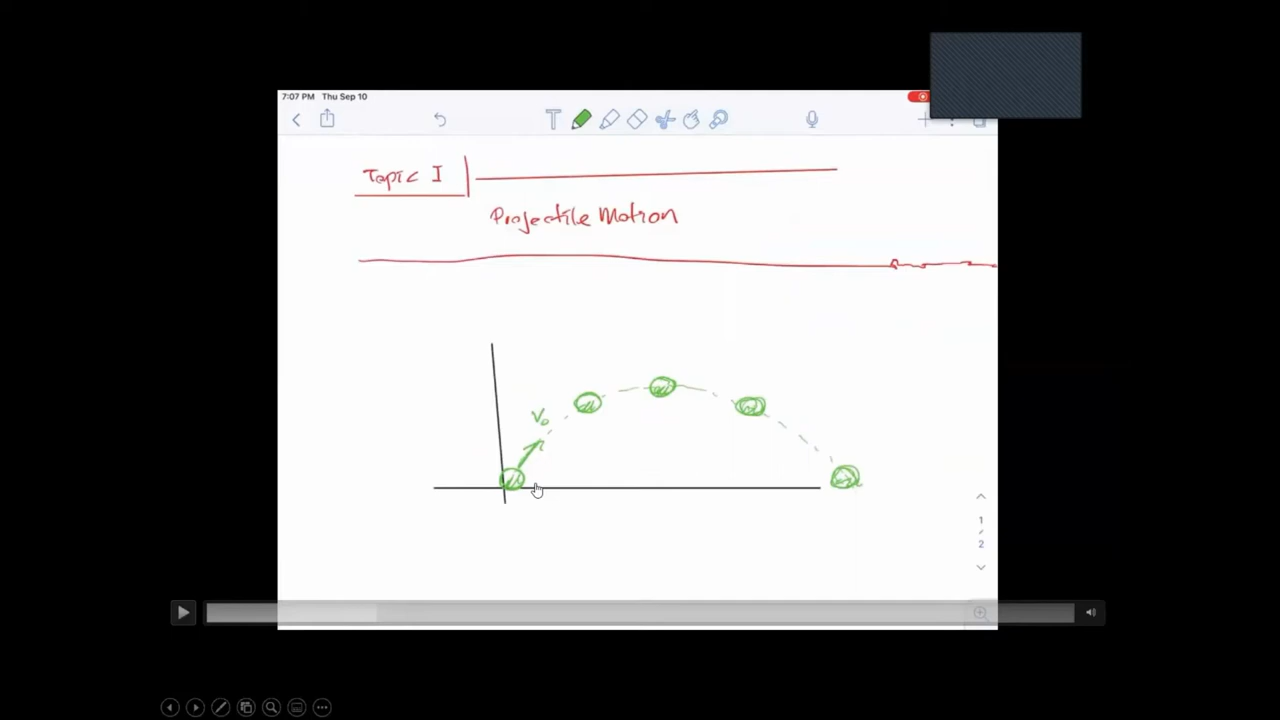 7:07 PM Thu Sep 10
T
Topic I
Projectile Motion
V₀
1
2